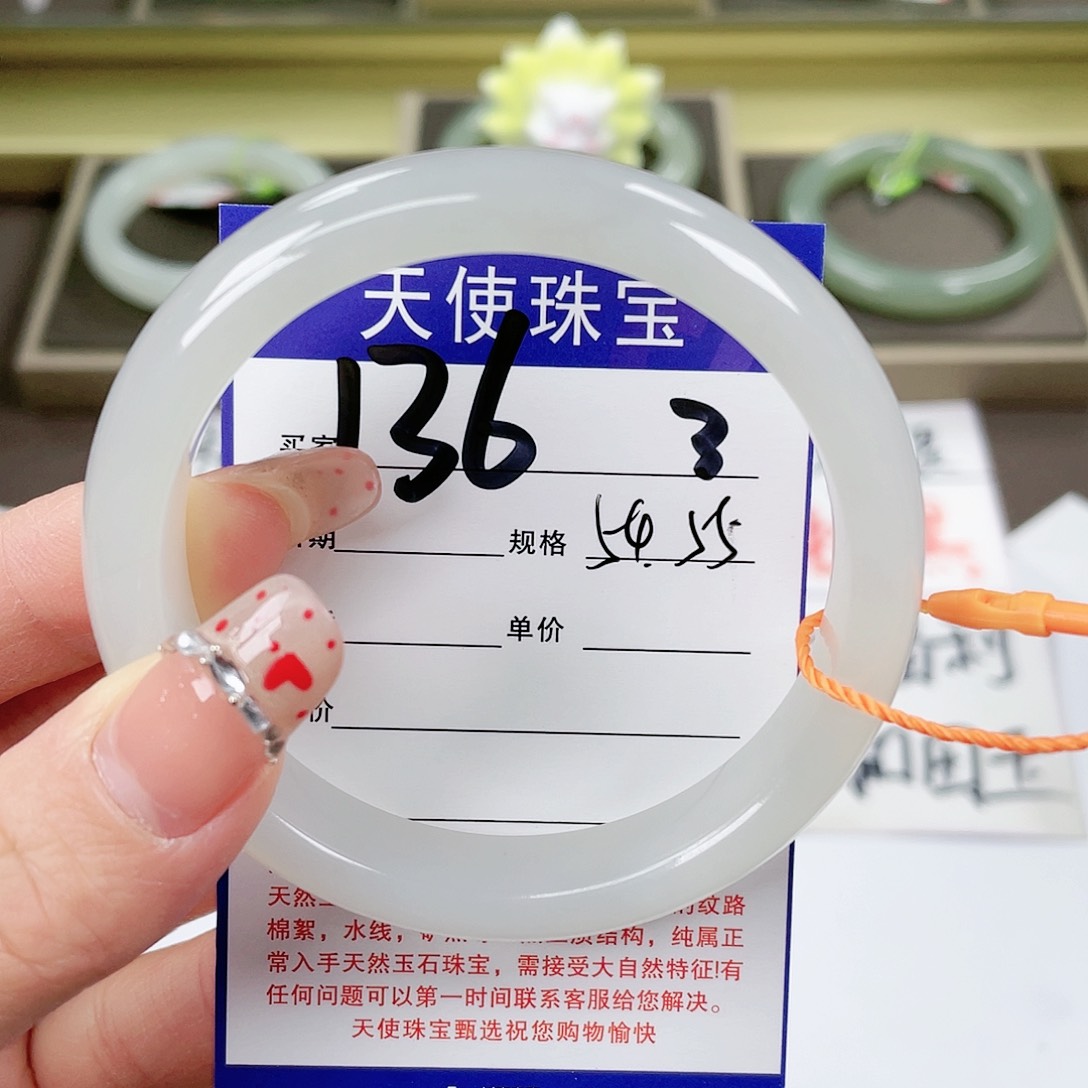 天使珠宝
买家 136 3
期 规格 54.55
单价
价
天然 纹路
棉絮，水线， 质结构，纯属正
常入手天然玉石珠宝，需接受大自然特征!有
任何问题可以第一时间联系客服给您解决。
天使珠宝甄选祝您购物愉快